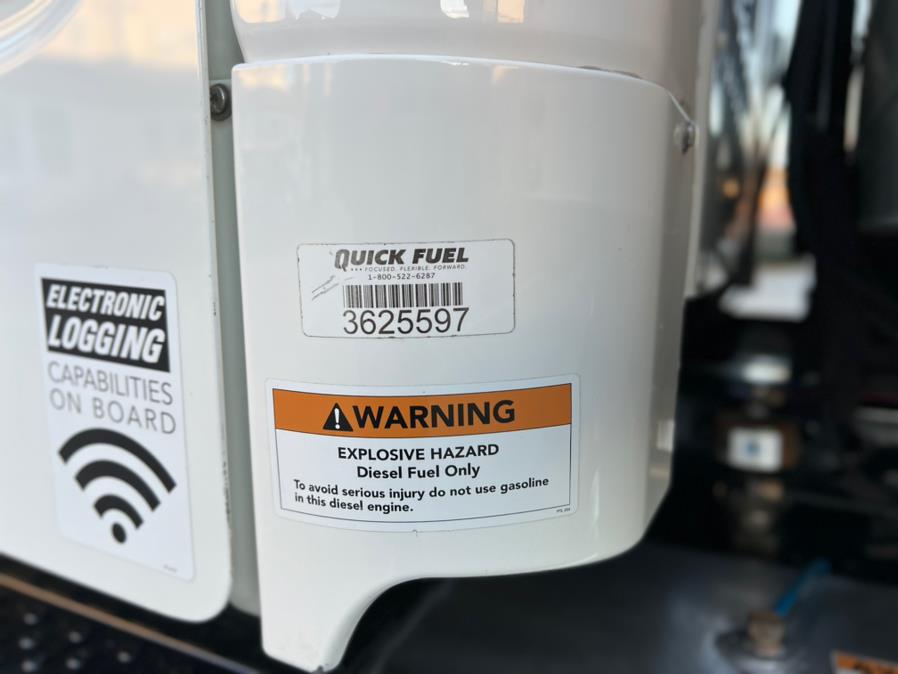 QUICK FUEL
FOCUSED. FLEXIBLE. FORWARD.
1-800-522-6287
3625597
ELECTRONIC
LOGGING
CAPABILITIES
ON BOARD
WARNING
EXPLOSIVE HAZARD
Diesel Fuel Only
To avoid serious injury do not use gasoline
in this diesel engine.